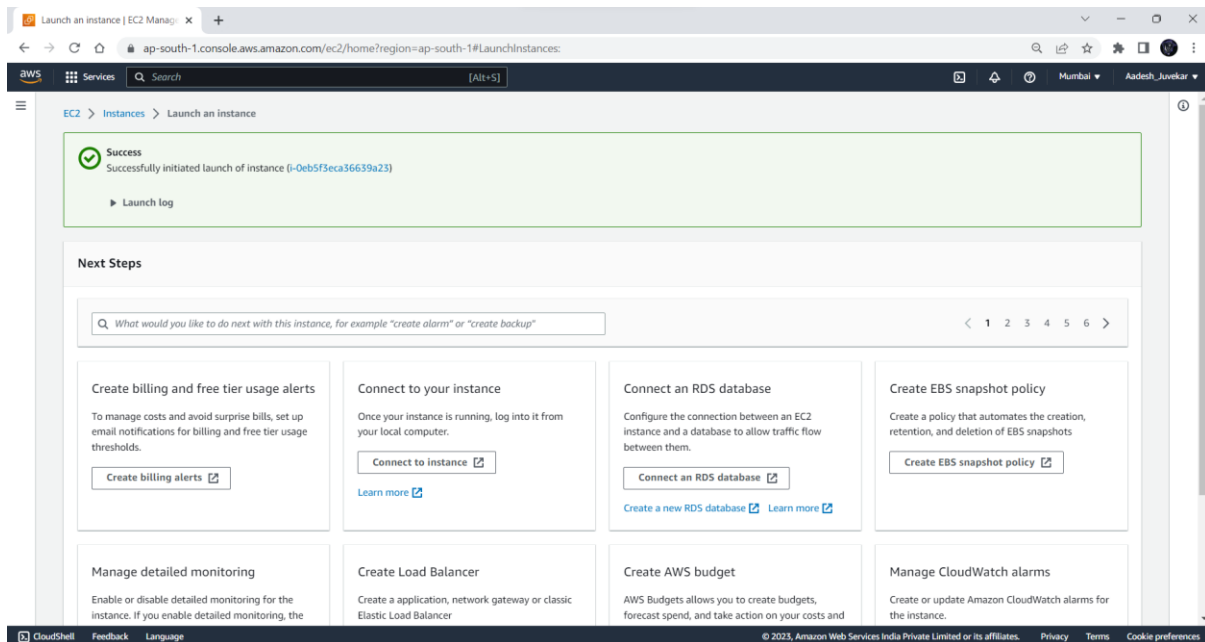 Launch an instance | EC2 Manag
ap-south-1.console.aws.amazon.com/ec2/home?region=ap-south-1#LaunchInstances:
aws Services Search [Alt+S] Mumbai Aadesh_Juvekar
EC2 > Instances > Launch an instance
Success
Successfully initiated launch of instance (i-0eb5f3eca36639a23)
Launch log
Next Steps
What would you like to do next with this instance, for example "create alarm" or "create backup"
< 1 2 3 4 5 6 >
Create billing and free tier usage alerts
To manage costs and avoid surprise bills, set up
email notifications for billing and free tier usage
thresholds.
Create billing alerts
Connect to your instance
Once your instance is running, log into it from
your local computer.
Connect to instance
Learn more
Connect an RDS database
Configure the connection between an EC2
instance and a database to allow traffic flow
between them.
Connect an RDS database
Create a new RDS database Learn more
Create EBS snapshot policy
Create a policy that automates the creation,
retention, and deletion of EBS snapshots
Create EBS snapshot policy
Manage detailed monitoring
Enable or disable detailed monitoring for the
instance. If you enable detailed monitoring, the
Create Load Balancer
Create a application, network gateway or classic
Elastic Load Balancer
Create AWS budget
AWS Budgets allows you to create budgets,
forecast spend, and take action on your costs and
Manage CloudWatch alarms
Create or update Amazon CloudWatch alarms for
the instance.
CloudShell Feedback Language © 2023, Amazon Web Services India Private Limited or its affiliates. Privacy Terms Cookie preferences